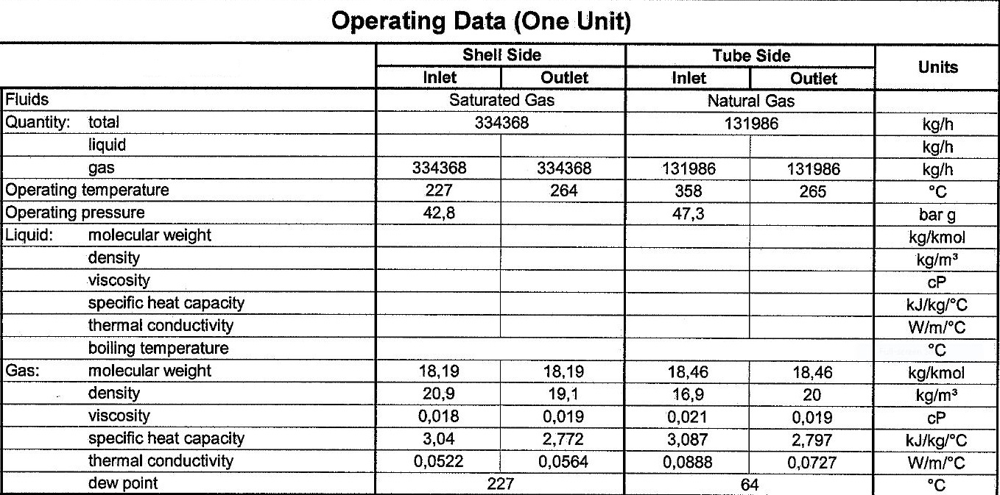 Operating Data (One Unit)
Shell Side Tube Side Units
Inlet Outlet Inlet Outlet
Fluids Saturated Gas Natural Gas
Quantity: total 334368 131986 kg/h
liquid kg/h
gas 334368 334368 131986 131986 kg/h
Operating temperature 227 264 358 265 °C
Operating pressure 42,8 47,3 bar g
Liquid: molecular weight kg/kmol
density kg/m³
viscosity cP
specific heat capacity kJ/kg/°C
thermal conductivity W/m/°C
boiling temperature °C
Gas: molecular weight 18,19 18,19 18,46 18,46 kg/kmol
density 20,9 19,1 16,9 20 kg/m³
viscosity 0,018 0,019 0,021 0,019 cP
specific heat capacity 3,04 2,772 3,087 2,797 kJ/kg/°C
thermal conductivity 0,0522 0,0564 0,0888 0,0727 W/m/°C
dew point 227 64 °C